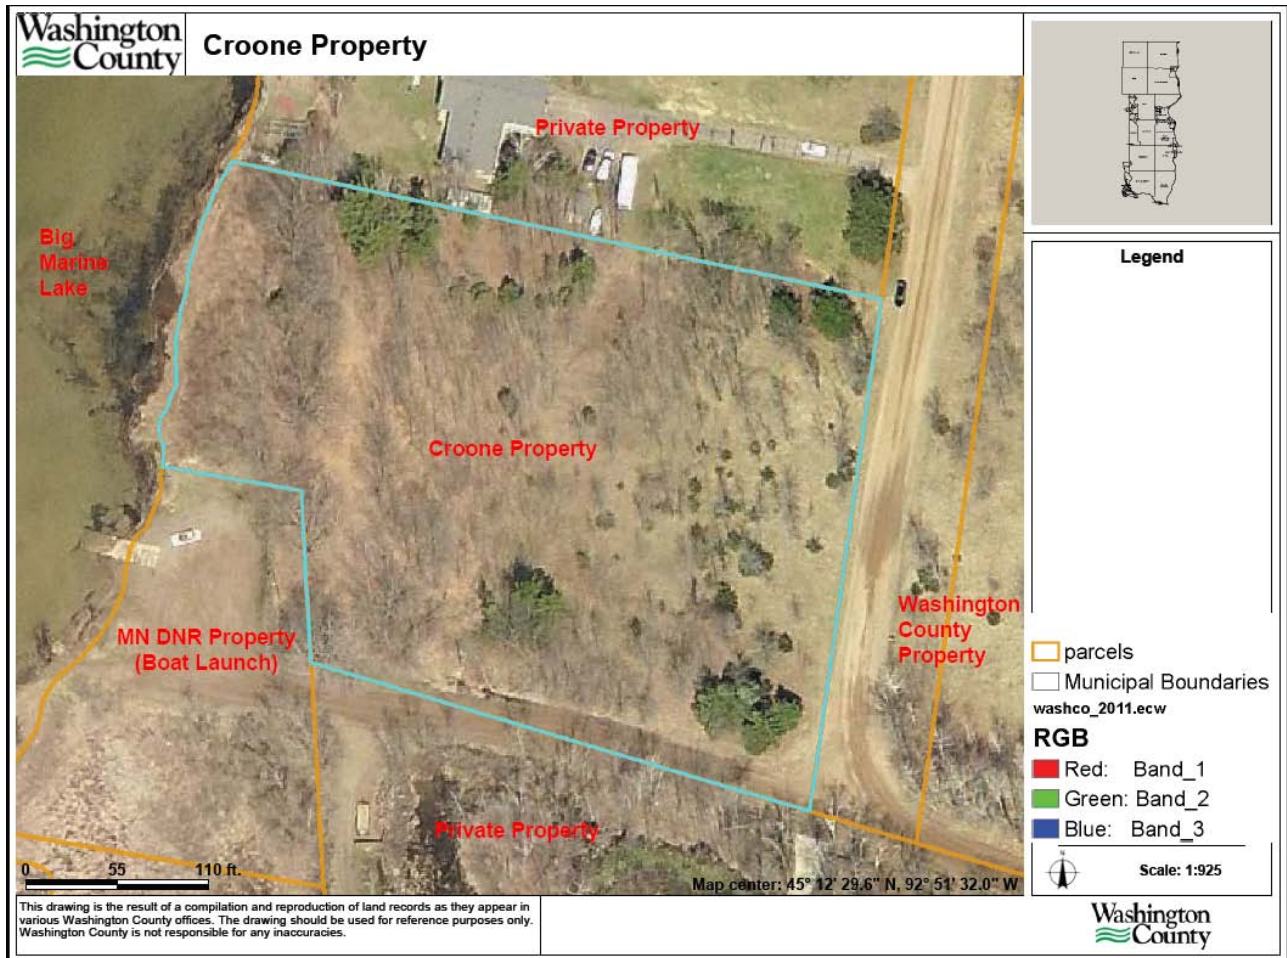 Washington
County
Croone Property
Private Property
Big
Marine
Lake
Croone Property
Washington
County
Property
MN DNR Property
(Boat Launch)
Private Property
0 55 110 ft.
Map center: 45° 12' 29.6" N, 92° 51' 32.0" W
Legend
parcels
Municipal Boundaries
washco_2011.ecw
RGB
Red: Band_1
Green: Band_2
Blue: Band_3
N
Scale: 1:925
This drawing is the result of a compilation and reproduction of land records as they appear in
various Washington County offices. The drawing should be used for reference purposes only.
Washington County is not responsible for any inaccuracies.
Washington
County